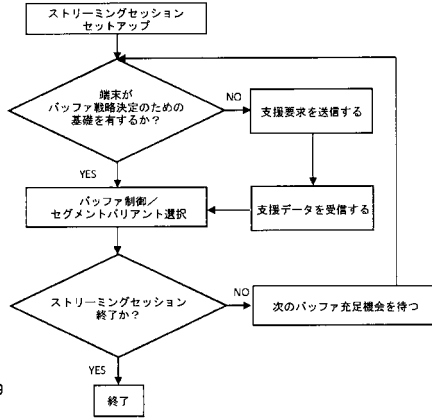 ストリーミングセッション
セットアップ
端末が
バッファ戦略決定のための
基礎を有するか？
NO
支援要求を送信する
YES
バッファ制御／
セグメントバリアント選択
支援データを受信する
ストリーミングセッション
終了か？
NO
次のバッファ充足機会を待つ
YES
終了
9